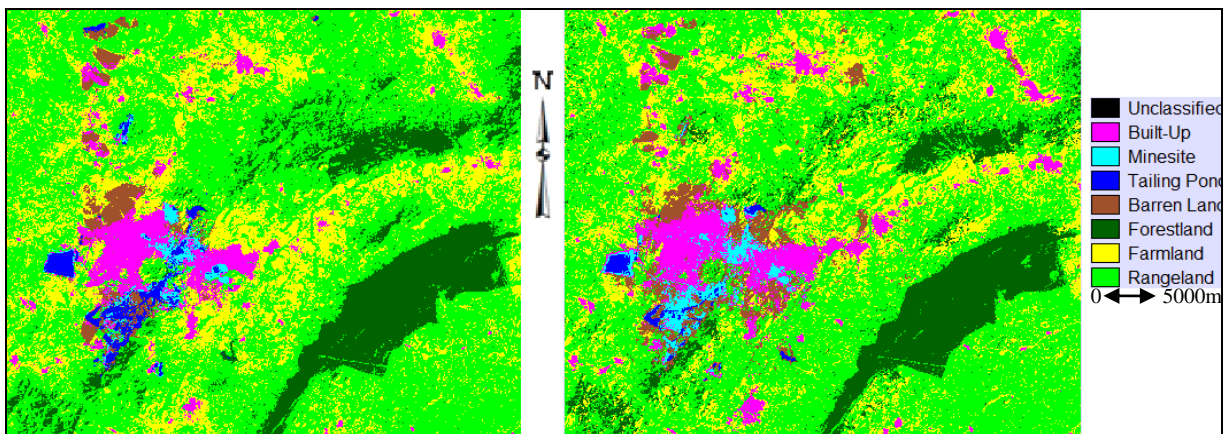 N
Unclassified
Built-Up
Minesite
Tailing Pond
Barren Land
Forestland
Farmland
Rangeland
0 5000m